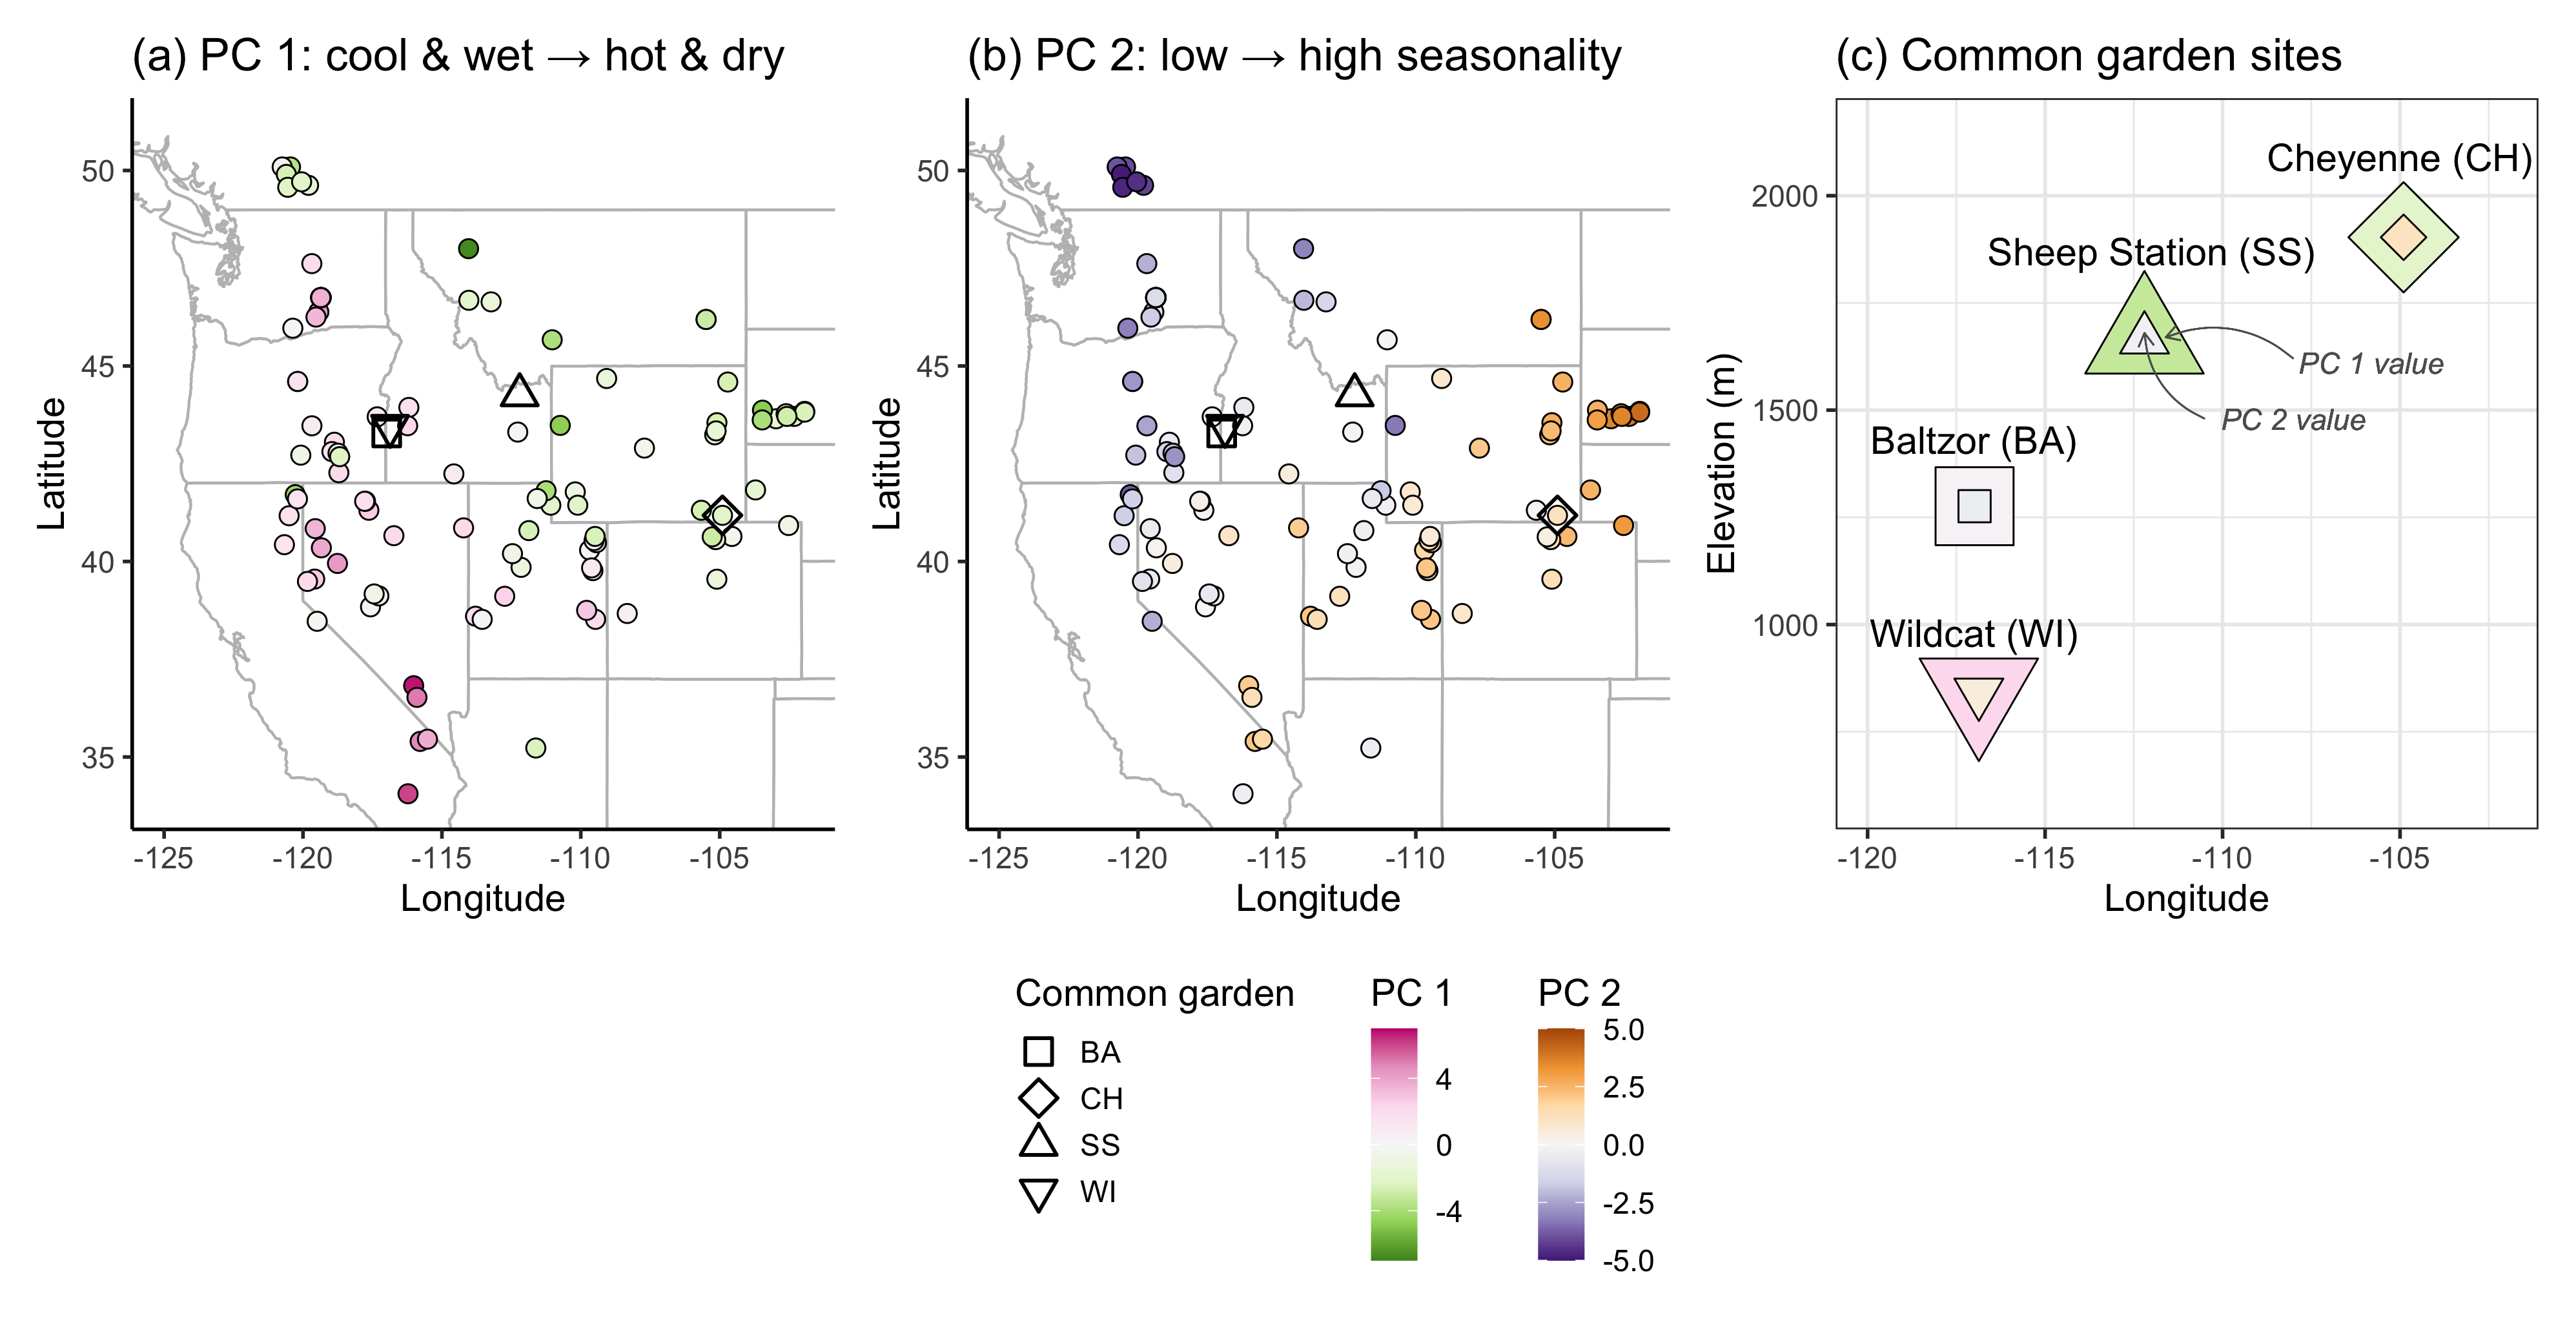 (a) PC 1: cool & wet → hot & dry
(b) PC 2: low → high seasonality
(c) Common garden sites
50
45
40
35
Latitude
-125
-120
-115
-110
-105
Longitude
50
45
40
35
Latitude
-125
-120
-115
-110
-105
Longitude
2000
1500
1000
Elevation (m)
Cheyenne (CH)
Sheep Station (SS)
PC 1 value
PC 2 value
Baltzor (BA)
Wildcat (WI)
-120
-115
-110
-105
Longitude
Common garden
BA
CH
SS
WI
PC 1
4
0
-4
PC 2
5.0
2.5
0.0
-2.5
-5.0